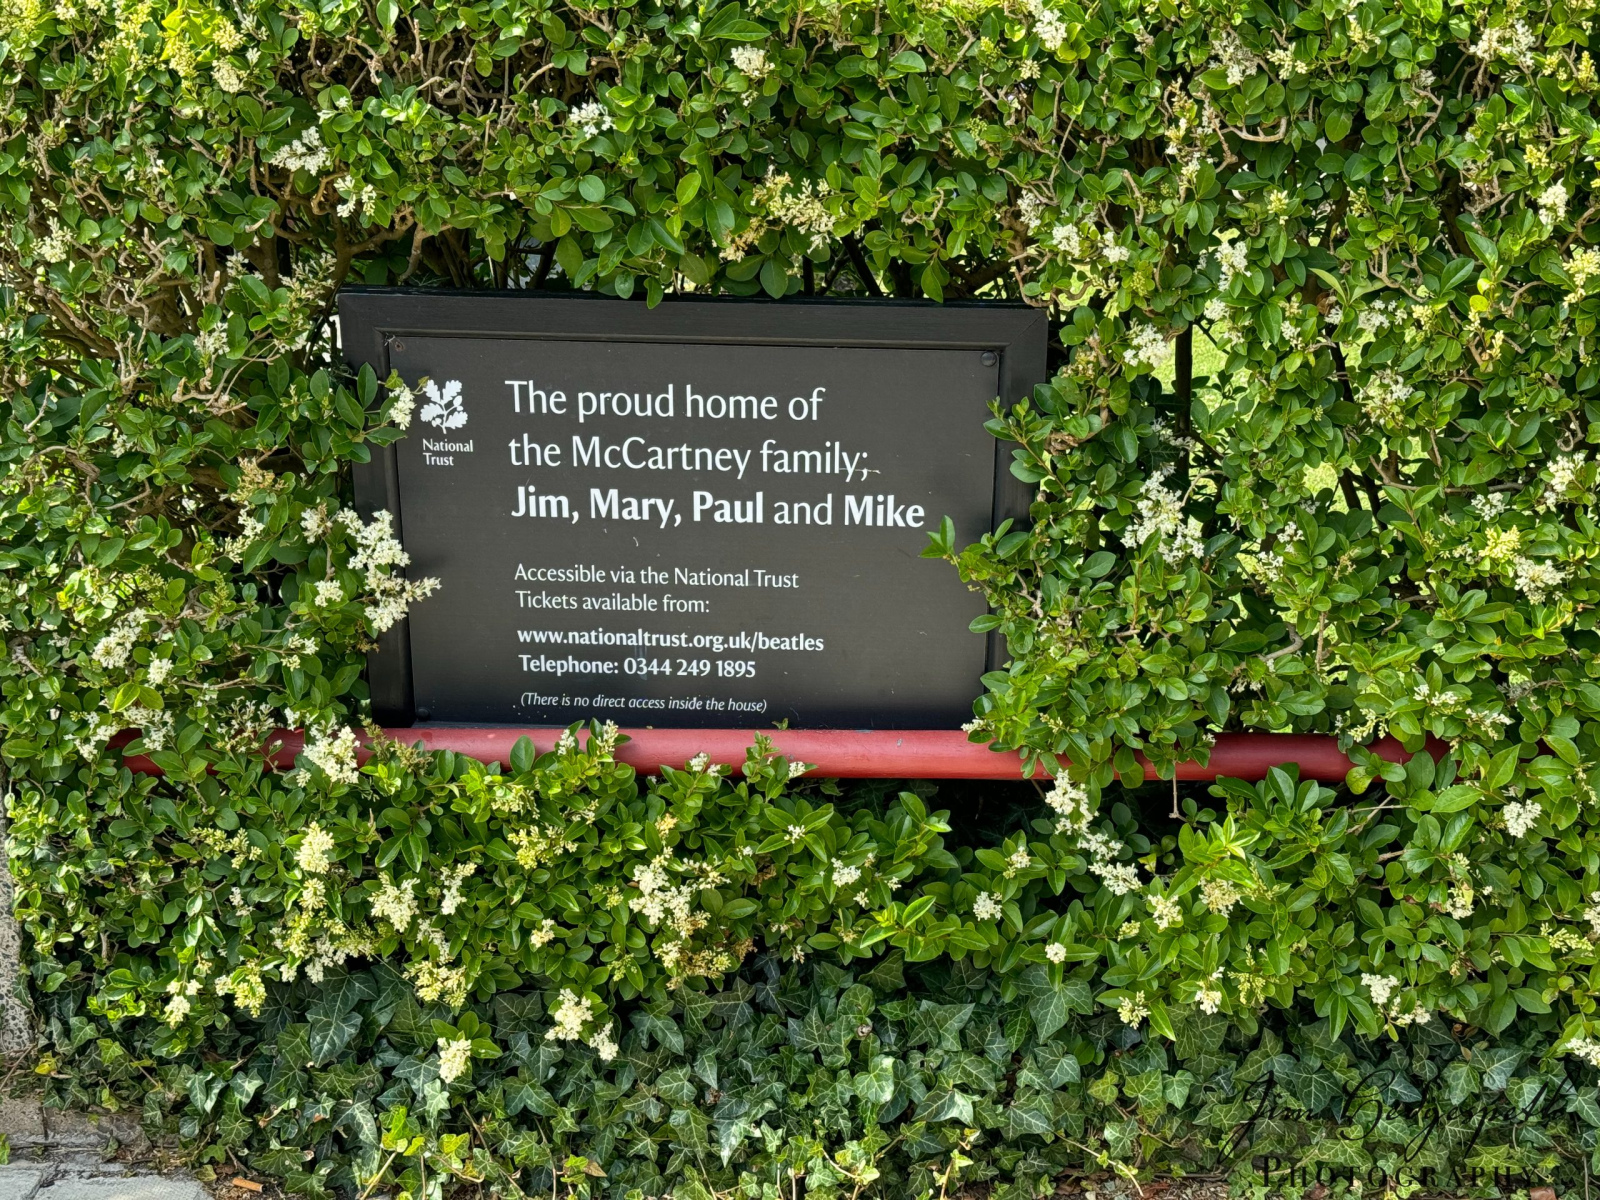 National
Trust
The proud home of
the McCartney family;
Jim, Mary, Paul and Mike
Accessible via the National Trust
Tickets available from:
www.nationaltrust.org.uk/beatles
Telephone: 0344 249 1895
(There is no direct access inside the house)
Jim Hedgespeth
PHOTOGRAPHY